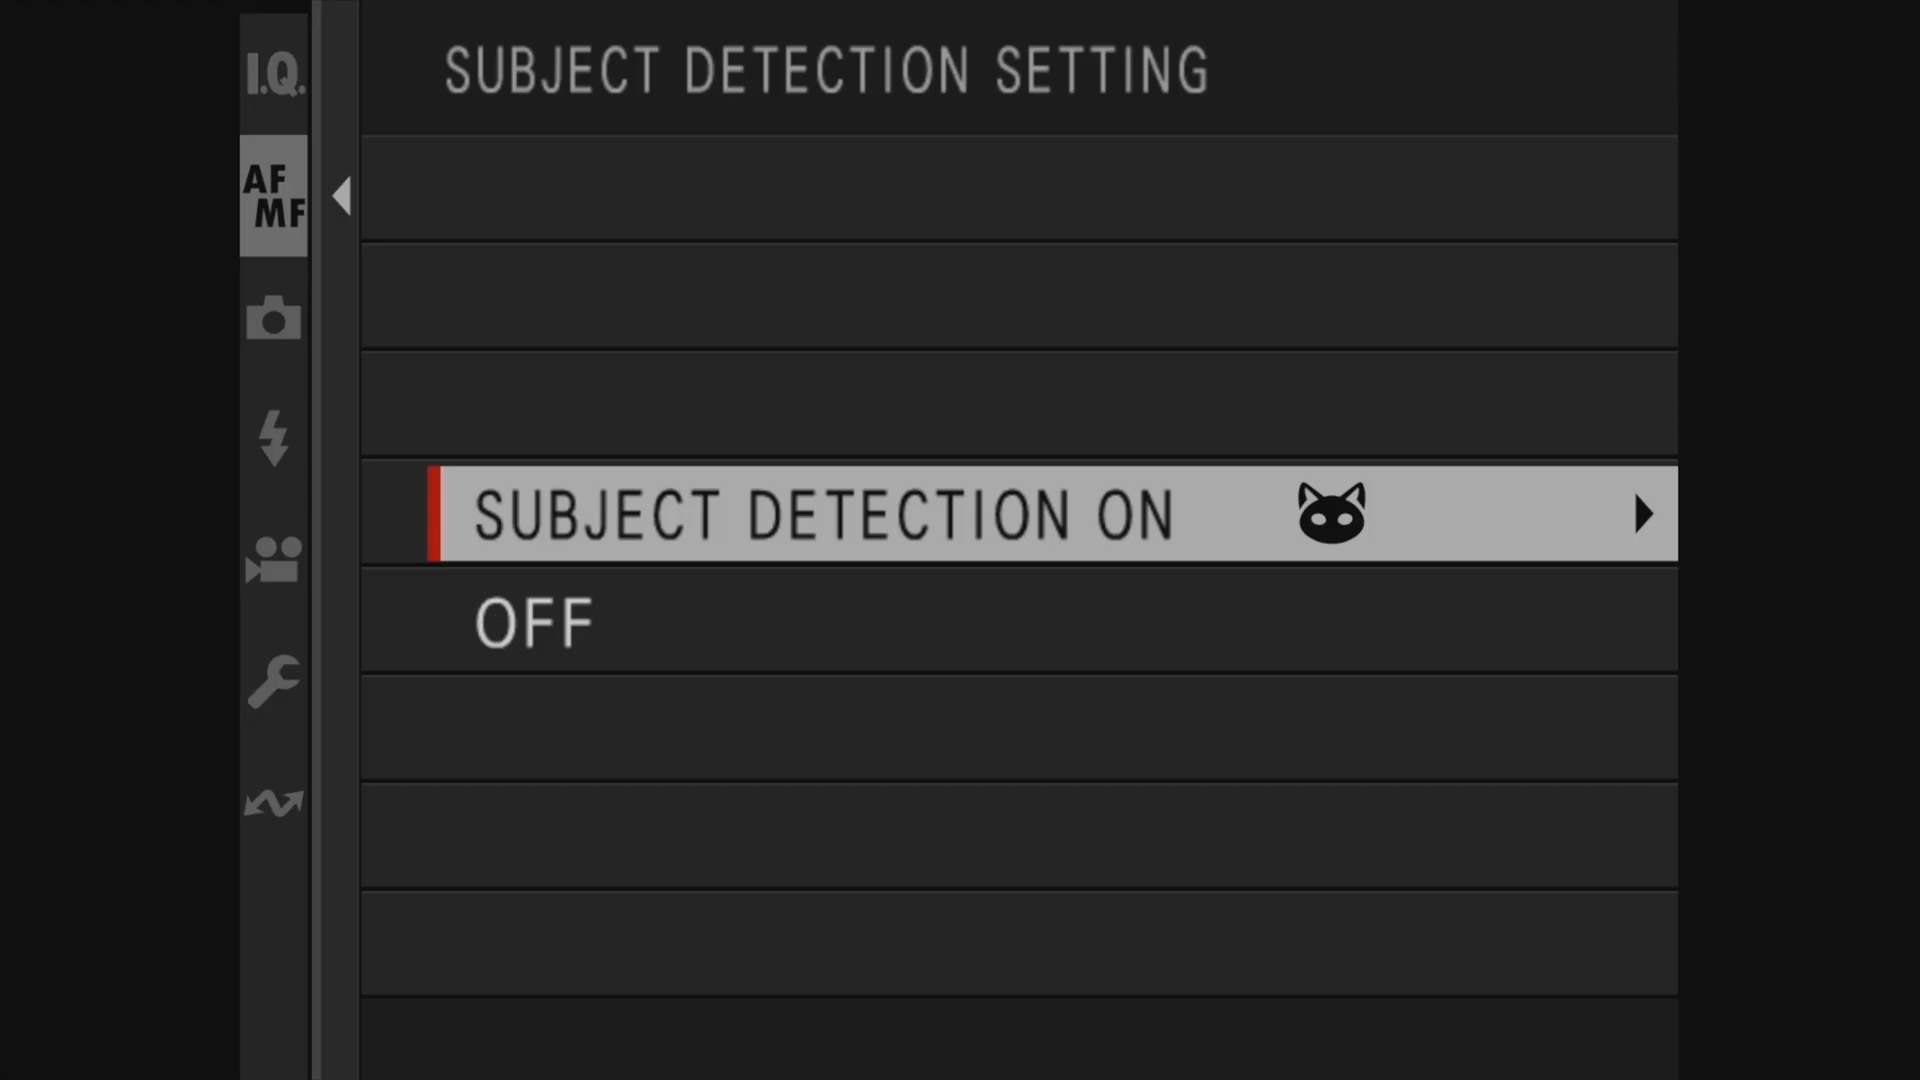 I.Q.
AF
MF
SUBJECT DETECTION SETTING
SUBJECT DETECTION ON
OFF